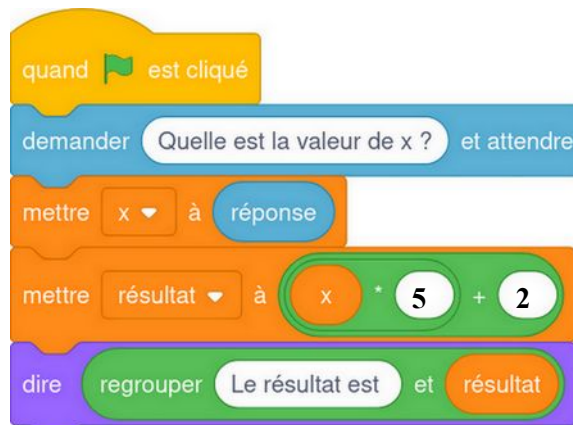 quand est cliqué
demander Quelle est la valeur de x ? et attendre
mettre x à réponse
mettre résultat à x * 5 + 2
dire regrouper Le résultat est et résultat